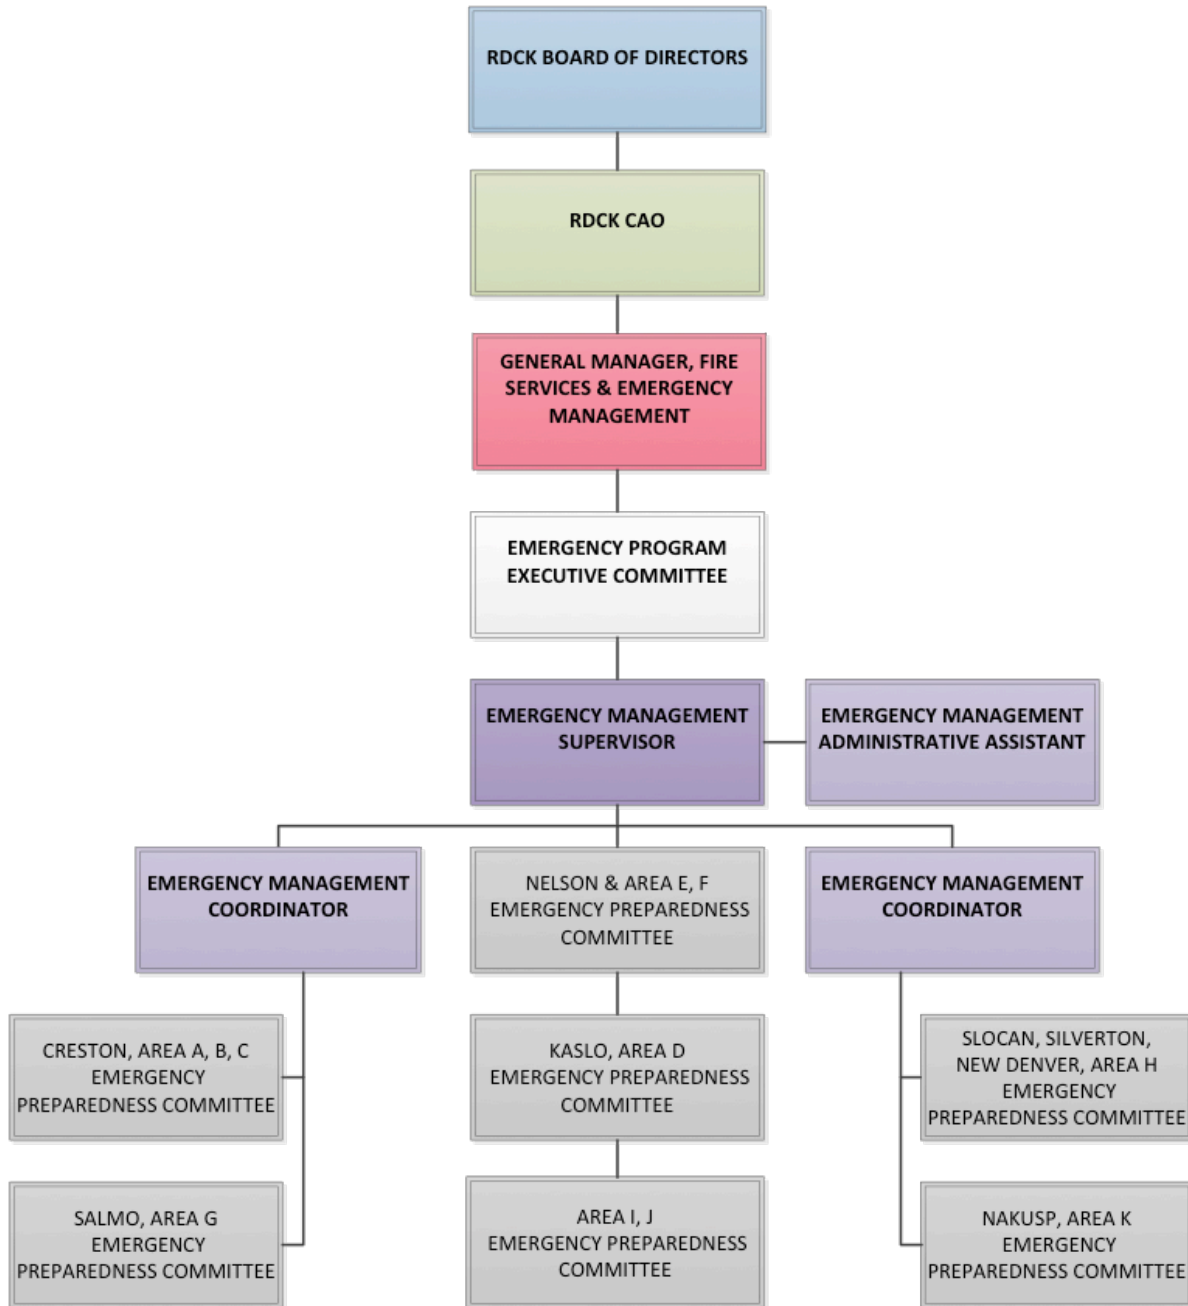 RDCK BOARD OF DIRECTORS
RDCK CAO
GENERAL MANAGER, FIRE
SERVICES & EMERGENCY
MANAGEMENT
EMERGENCY PROGRAM
EXECUTIVE COMMITTEE
EMERGENCY MANAGEMENT
SUPERVISOR
EMERGENCY MANAGEMENT
ADMINISTRATIVE ASSISTANT
EMERGENCY MANAGEMENT
COORDINATOR
NELSON & AREA E, F
EMERGENCY PREPAREDNESS
COMMITTEE
EMERGENCY MANAGEMENT
COORDINATOR
CRESTON, AREA A, B, C
EMERGENCY
PREPAREDNESS COMMITTEE
KASLO, AREA D
EMERGENCY PREPAREDNESS
COMMITTEE
SLOCAN, SILVERTON,
NEW DENVER, AREA H
EMERGENCY
PREPAREDNESS COMMITTEE
SALMO, AREA G
EMERGENCY
PREPAREDNESS COMMITTEE
AREA I, J
EMERGENCY PREPAREDNESS
COMMITTEE
NAKUSP, AREA K
EMERGENCY
PREPAREDNESS COMMITTEE